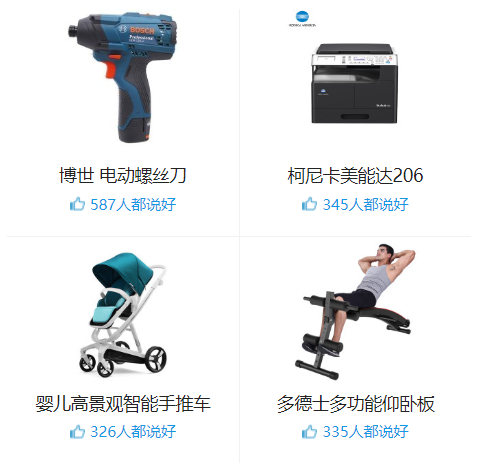 BOSCH
Professional
KONICA MINOLTA
博世 电动螺丝刀
柯尼卡美能达206
587人都说好
345人都说好
婴儿高景观智能手推车
多德士多功能仰卧板
326人都说好
335人都说好